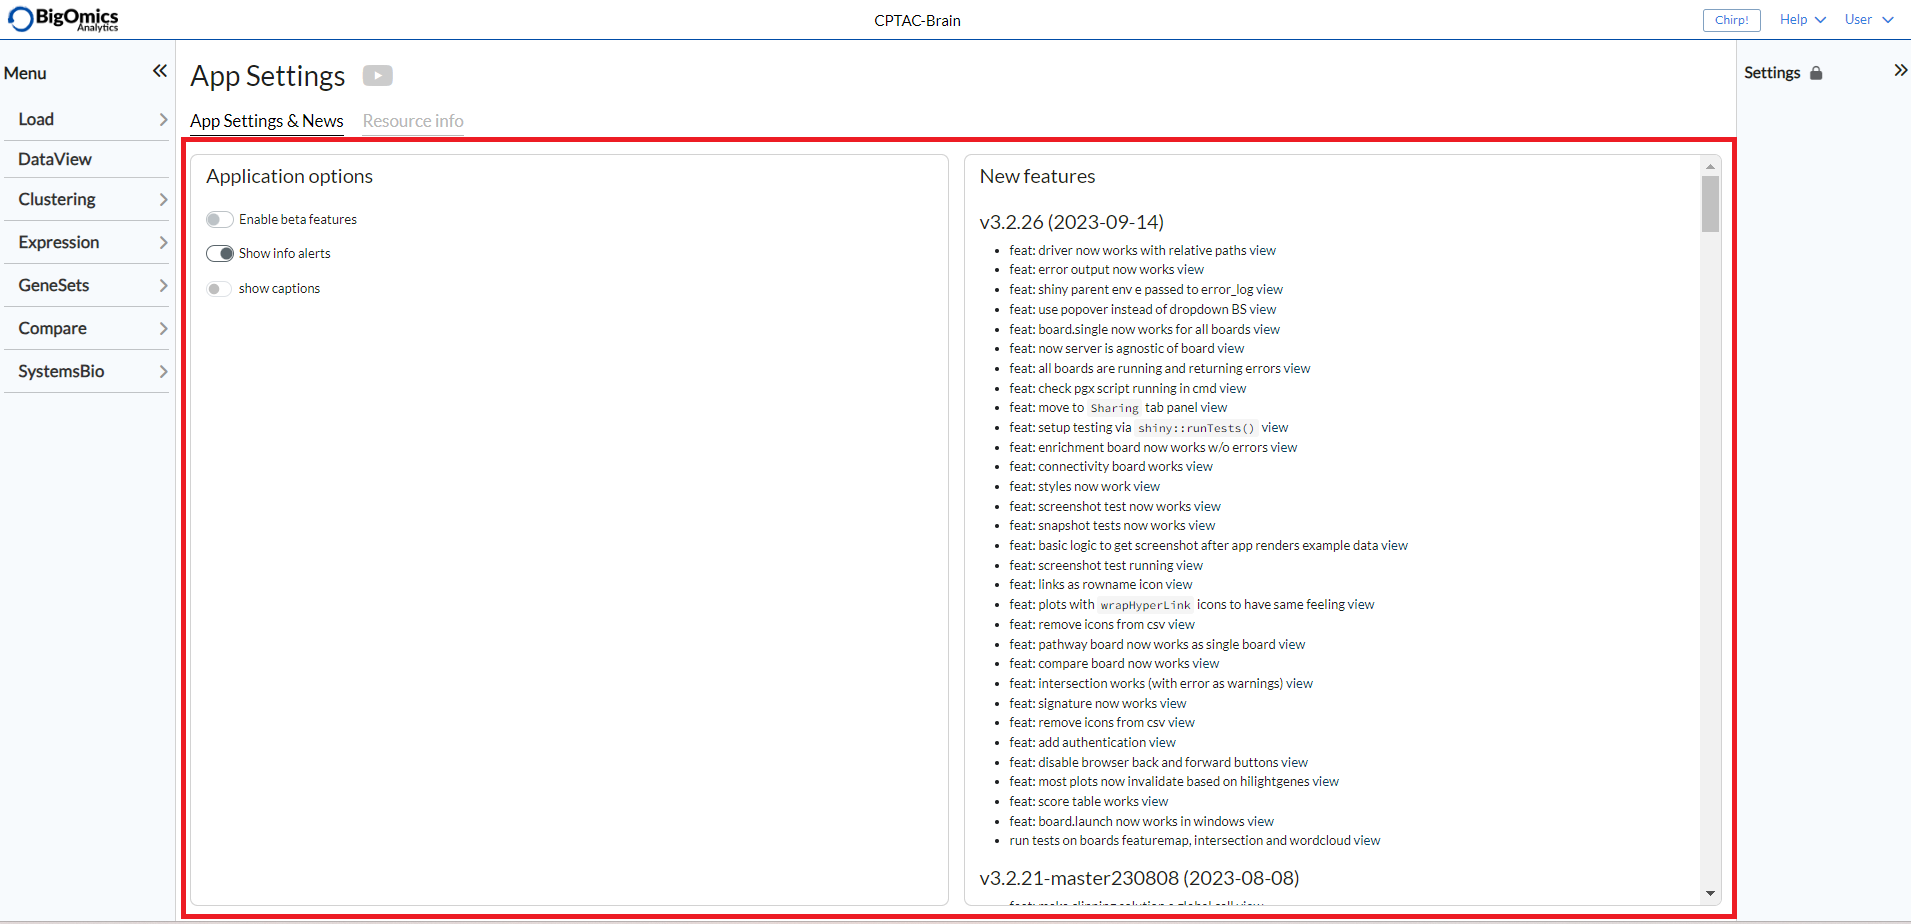 BigOmics
Analytics
CPTAC-Brain
Chirp!
Help
User
Menu
Load
DataView
Clustering
Expression
GeneSets
Compare
SystemsBio
App Settings
App Settings & News
Resource info
Application options
Enable beta features
Show info alerts
show captions
New features
v3.2.26 (2023-09-14)
feat: driver now works with relative paths view
feat: error output now works view
feat: shiny parent env e passed to error_log view
feat: use popover instead of dropdown BS view
feat: board.single now works for all boards view
feat: now server is agnostic of board view
feat: all boards are running and returning errors view
feat: check pgx script running in cmd view
feat: move to Sharing tab panel view
feat: setup testing via shiny::runTests() view
feat: enrichment board now works w/o errors view
feat: connectivity board works view
feat: styles now work view
feat: screenshot test now works view
feat: snapshot tests now works view
feat: basic logic to get screenshot after app renders example data view
feat: screenshot test running view
feat: links as rowname icon view
feat: plots with wrapHyperLink icons to have same feeling view
feat: remove icons from csv view
feat: pathway board now works as single board view
feat: compare board now works view
feat: intersection works (with error as warnings) view
feat: signature now works view
feat: remove icons from csv view
feat: add authentication view
feat: disable browser back and forward buttons view
feat: most plots now invalidate based on hilightgenes view
feat: score table works view
feat: board.launch now works in windows view
run tests on boards featuremap, intersection and wordcloud view
v3.2.21-master230808 (2023-08-08)
Settings